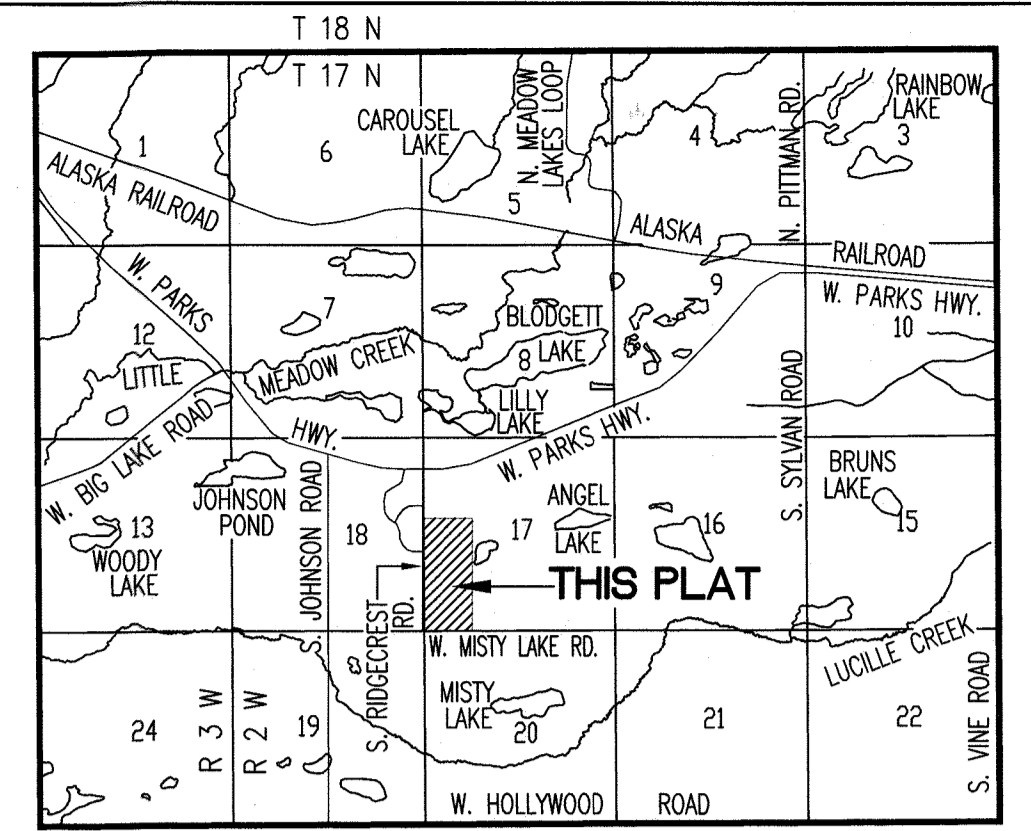 T 18 N
T 17 N
1
6
CAROUSEL
LAKE
5
N. MEADOW
LAKES LOOP
4
N. PITTMAN RD.
RAINBOW
LAKE
3
ALASKA RAILROAD
ALASKA
RAILROAD
W. PARKS
HWY.
W. PARKS HWY.
12
LITTLE
MEADOW CREEK
7
BLODGETT
LAKE
8
LILLY
LAKE
9
10
W. PARKS HWY.
W. BIG LAKE ROAD
S. SYLVAN ROAD
JOHNSON
POND
S. JOHNSON ROAD
13
WOODY
LAKE
18
17
ANGEL
LAKE
16
BRUNS
LAKE
15
THIS PLAT
S. RIDGECREST
RD.
W. MISTY LAKE RD.
LUCILLE CREEK
MISTY
LAKE
24
R 3 W
R 2 W
19
20
21
22
S. VINE ROAD
W. HOLLYWOOD ROAD